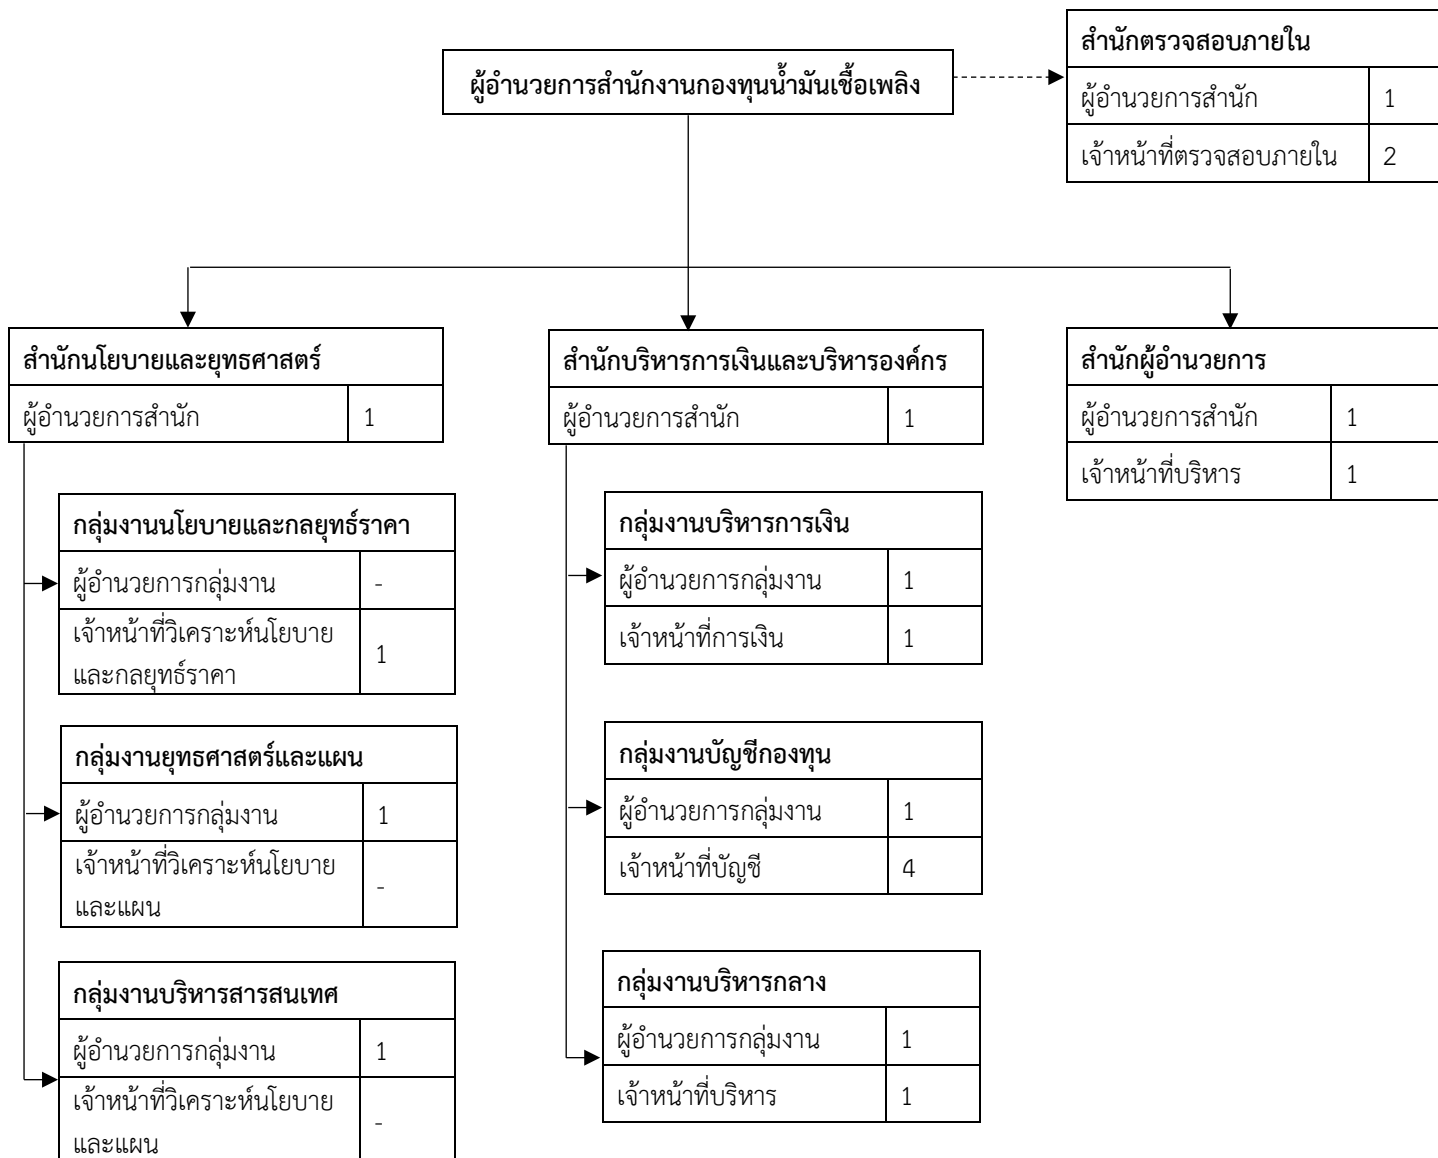 ผู้อำนวยการสำนักงานกองทุนน้ำมันเชื้อเพลิง
สำนักตรวจสอบภายใน
ผู้อำนวยการสำนัก 1
เจ้าหน้าที่ตรวจสอบภายใน 2
สำนักนโยบายและยุทธศาสตร์
ผู้อำนวยการสำนัก 1
กลุ่มงานนโยบายและกลยุทธ์ราคา
ผู้อำนวยการกลุ่มงาน -
เจ้าหน้าที่วิเคราะห์นโยบาย
และกลยุทธ์ราคา 1
กลุ่มงานยุทธศาสตร์และแผน
ผู้อำนวยการกลุ่มงาน 1
เจ้าหน้าที่วิเคราะห์นโยบาย
และแผน -
กลุ่มงานบริหารสารสนเทศ
ผู้อำนวยการกลุ่มงาน 1
เจ้าหน้าที่วิเคราะห์นโยบาย
และแผน -
สำนักบริหารการเงินและบริหารองค์กร
ผู้อำนวยการสำนัก 1
กลุ่มงานบริหารการเงิน
ผู้อำนวยการกลุ่มงาน 1
เจ้าหน้าที่การเงิน 1
กลุ่มงานบัญชีกองทุน
ผู้อำนวยการกลุ่มงาน 1
เจ้าหน้าที่บัญชี 4
กลุ่มงานบริหารกลาง
ผู้อำนวยการกลุ่มงาน 1
เจ้าหน้าที่บริหาร 1
สำนักผู้อำนวยการ
ผู้อำนวยการสำนัก 1
เจ้าหน้าที่บริหาร 1